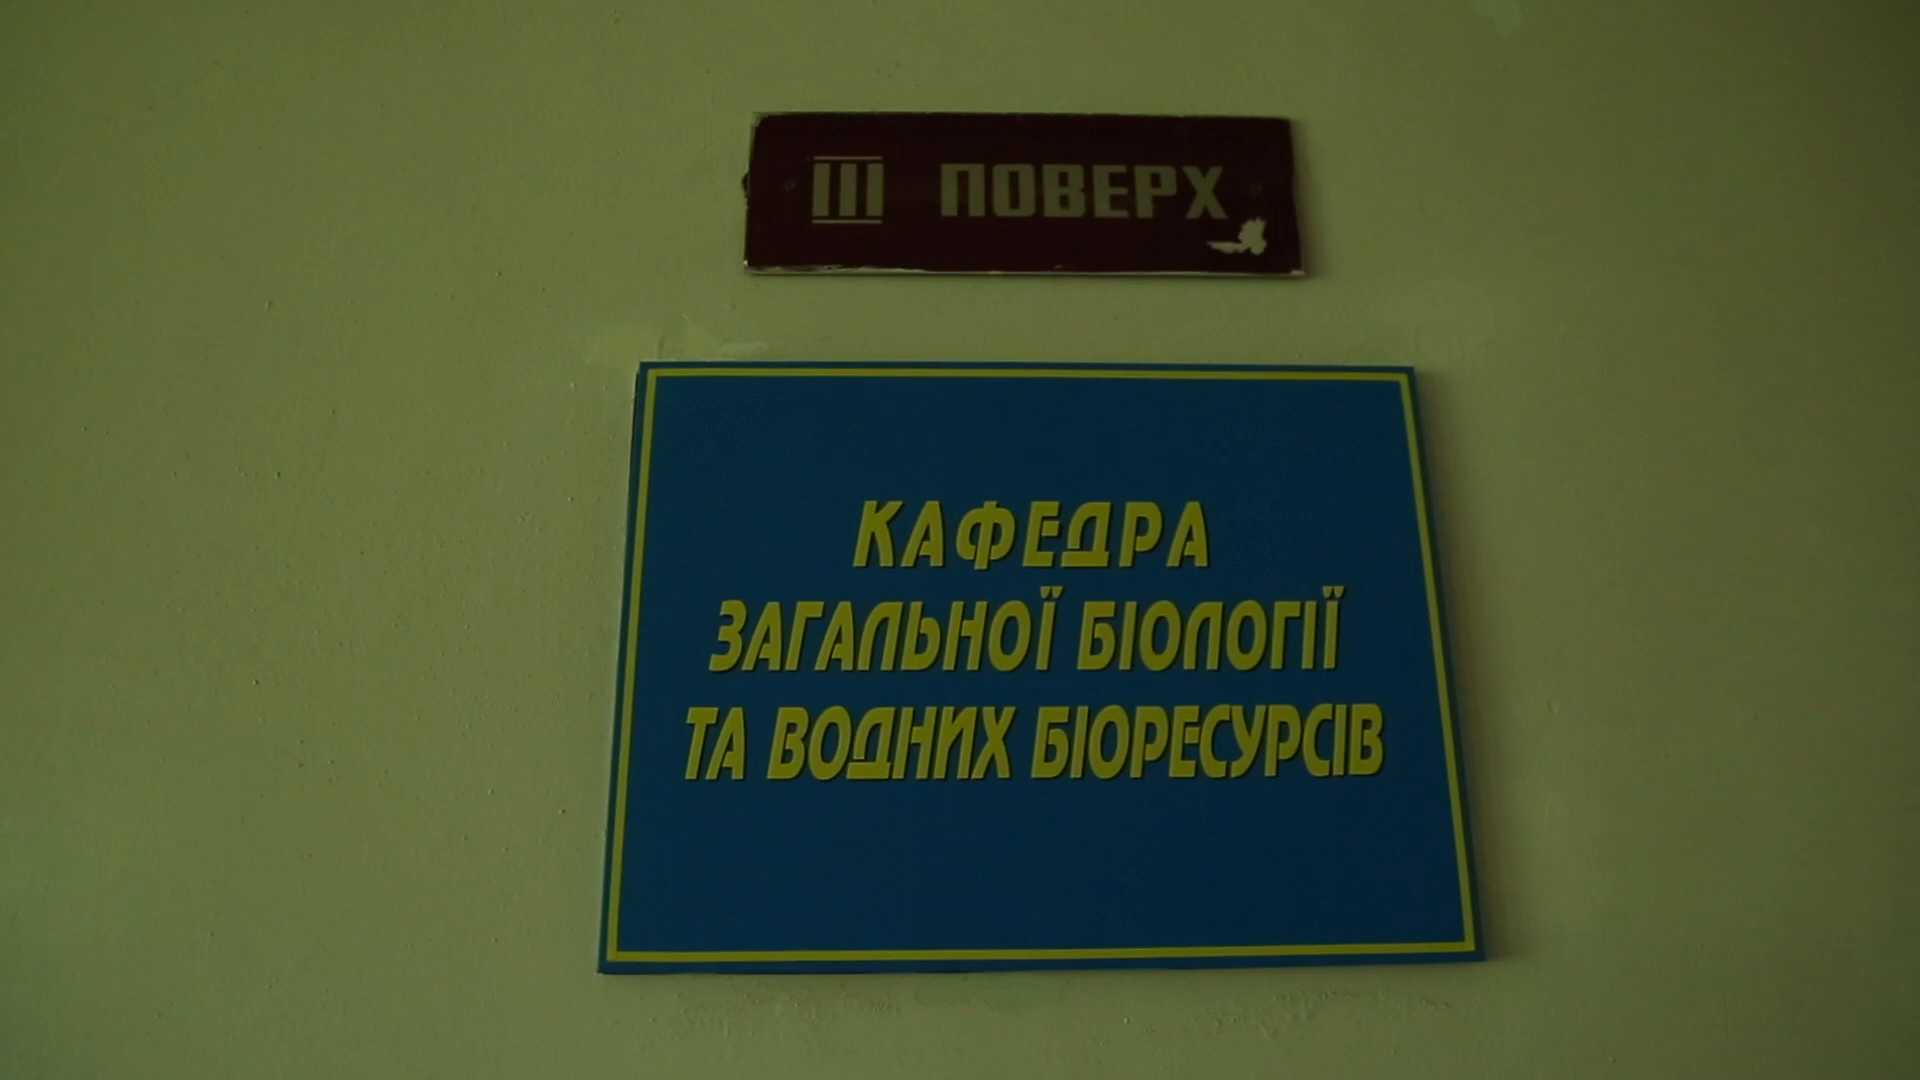 III ПОВЕРХ
КАФЕДРА
ЗАГАЛЬНОЇ БІОЛОГІЇ
ТА ВОДНИХ БІОРЕСУРСІВ